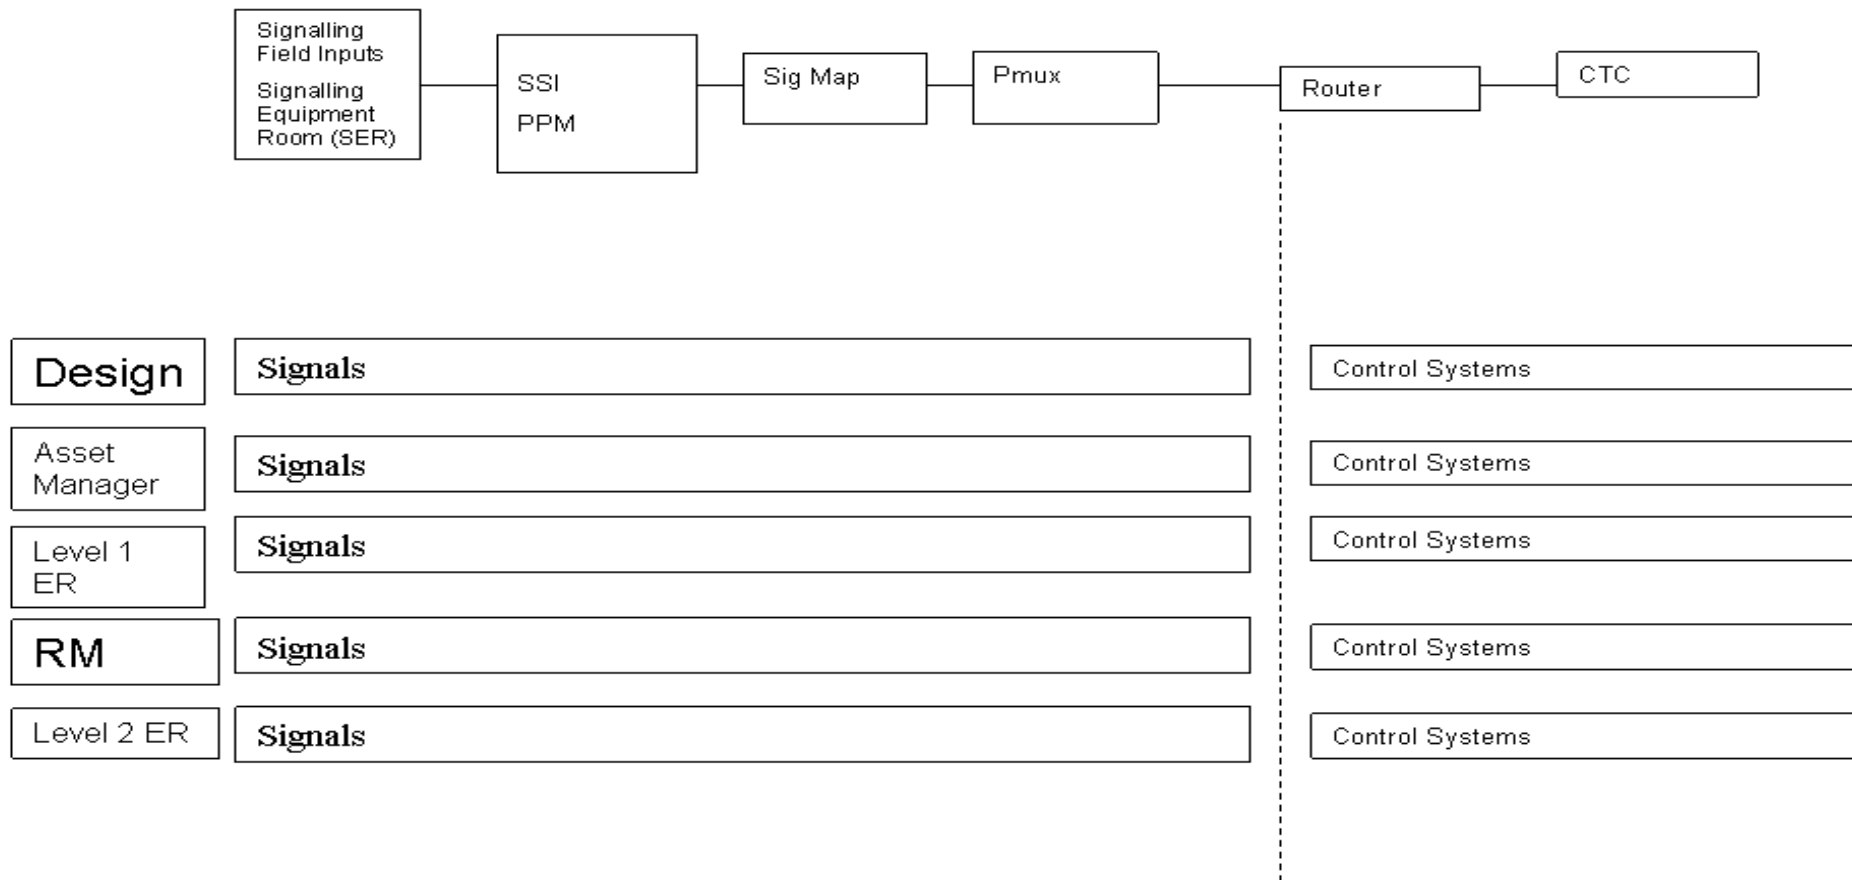 Signalling
Field Inputs
Signalling
Equipment
Room (SER)
SSI
PPM
Sig Map
Pmux
Router
CTC
Design
Signals
Control Systems
Asset
Manager
Signals
Control Systems
Level 1
ER
Signals
Control Systems
RM
Signals
Control Systems
Level 2 ER
Signals
Control Systems